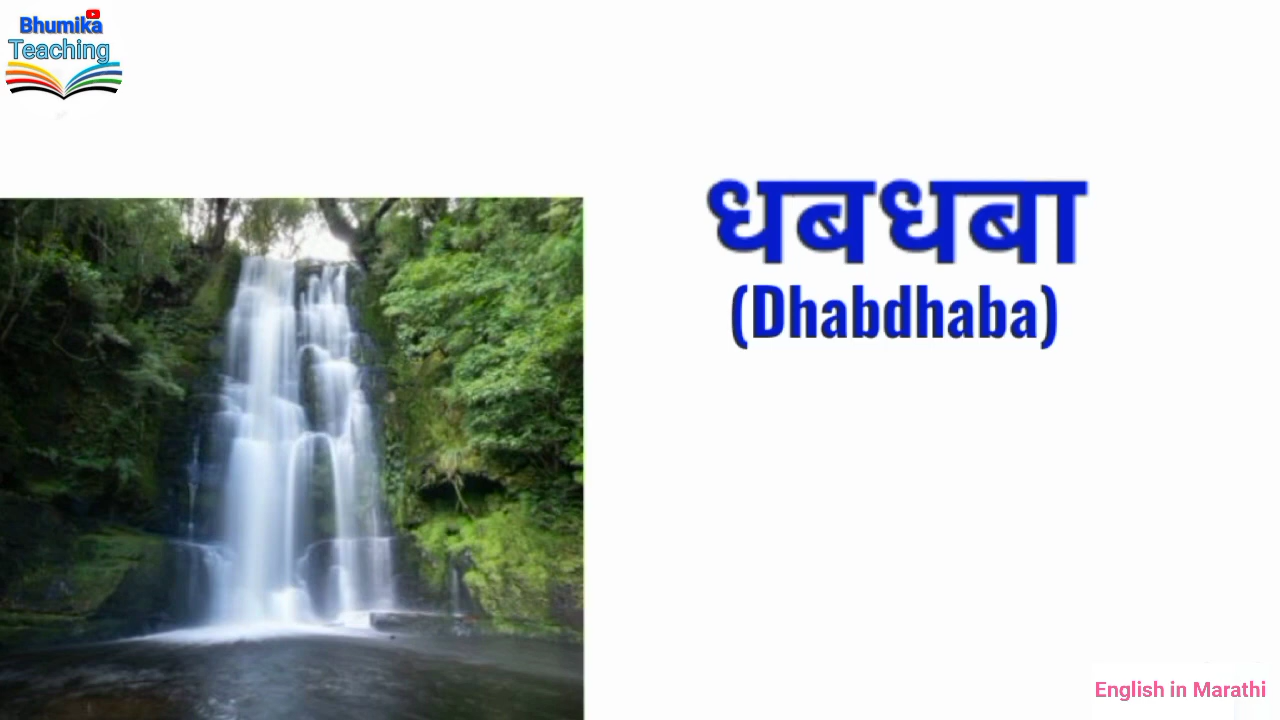 Bhumika
Teaching
धबधबा
(Dhabdhaba)
English in Marathi